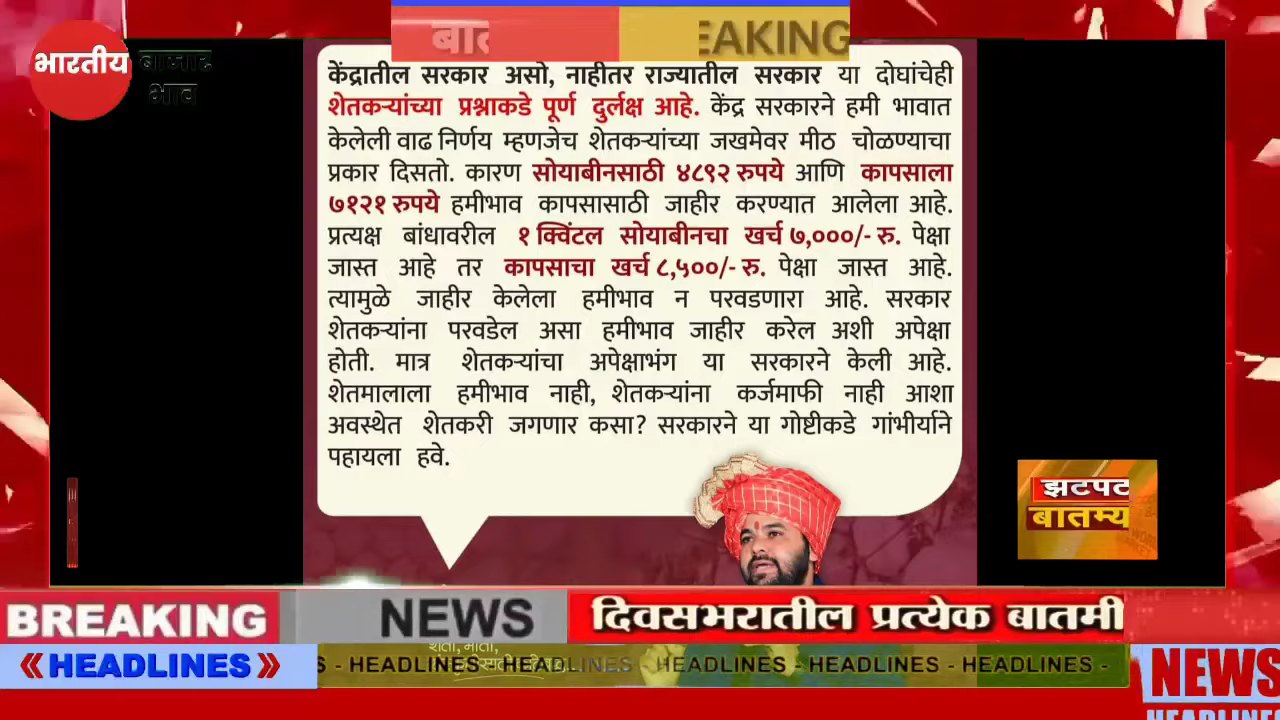 भारतीय
बाजार
भाव
बात
EAKING
केंद्रातील सरकार असो, नाहीतर राज्यातील सरकार या दोघांचेही
शेतकऱ्यांच्या प्रश्नाकडे पूर्ण दुर्लक्ष आहे. केंद्र सरकारने हमी भावात
केलेली वाढ निर्णय म्हणजेच शेतकऱ्यांच्या जखमेवर मीठ चोळण्याचा
प्रकार दिसतो. कारण सोयाबीनसाठी ४८९२ रुपये आणि कापसाला
७१२१ रुपये हमीभाव कापसासाठी जाहीर करण्यात आलेला आहे.
प्रत्यक्ष बांधावरील १ क्विंटल सोयाबीनचा खर्च ७,०००/- रु. पेक्षा
जास्त आहे तर कापसाचा खर्च ८,५००/- रु. पेक्षा जास्त आहे.
त्यामुळे जाहीर केलेला हमीभाव न परवडणारा आहे. सरकार
शेतकऱ्यांना परवडेल असा हमीभाव जाहीर करेल अशी अपेक्षा
होती. मात्र शेतकऱ्यांचा अपेक्षाभंग या सरकारने केली आहे.
शेतमालाला हमीभाव नाही, शेतकऱ्यांना कर्जमाफी नाही आशा
अवस्थेत शेतकरी जगणार कसा? सरकारने या गोष्टीकडे गांभीर्याने
पहायला हवे.
झटपट
बातम्य
BREAKING NEWS दिवसभरातील प्रत्येक बातमी
शेती, माती,
《HEADLINES》 S - HEADLINES - HEADLINES - HEADLINES - HEADLINES - HEADLINES -
NEWS
HEADLINES